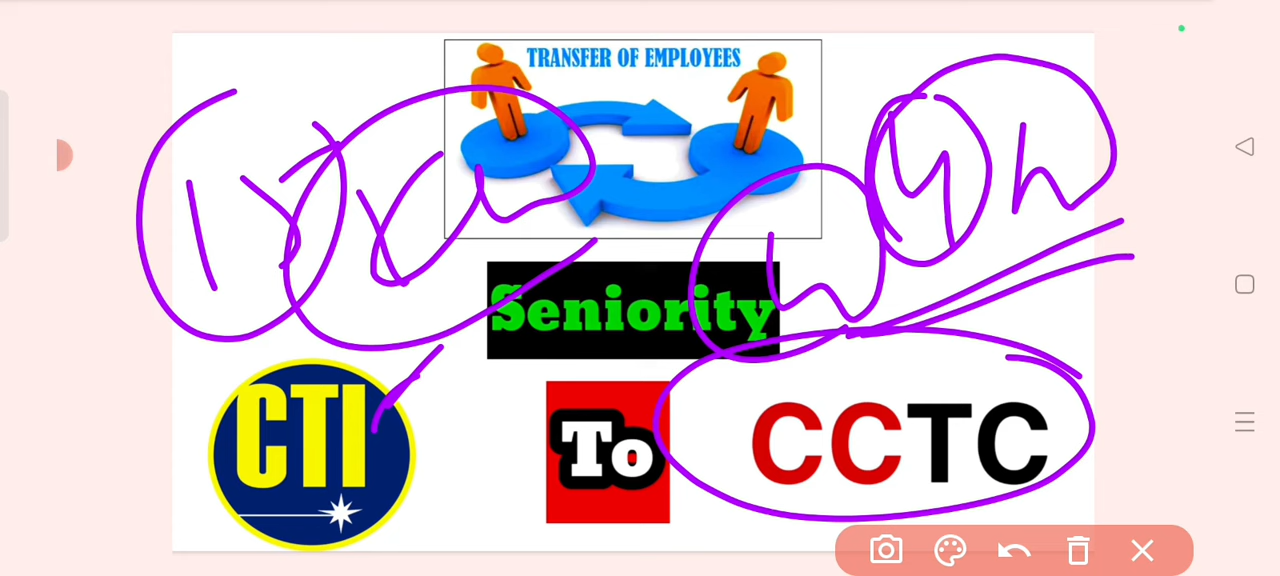 TRANSFER OF EMPLOYEES
Seniority
CTI
To
CCTC